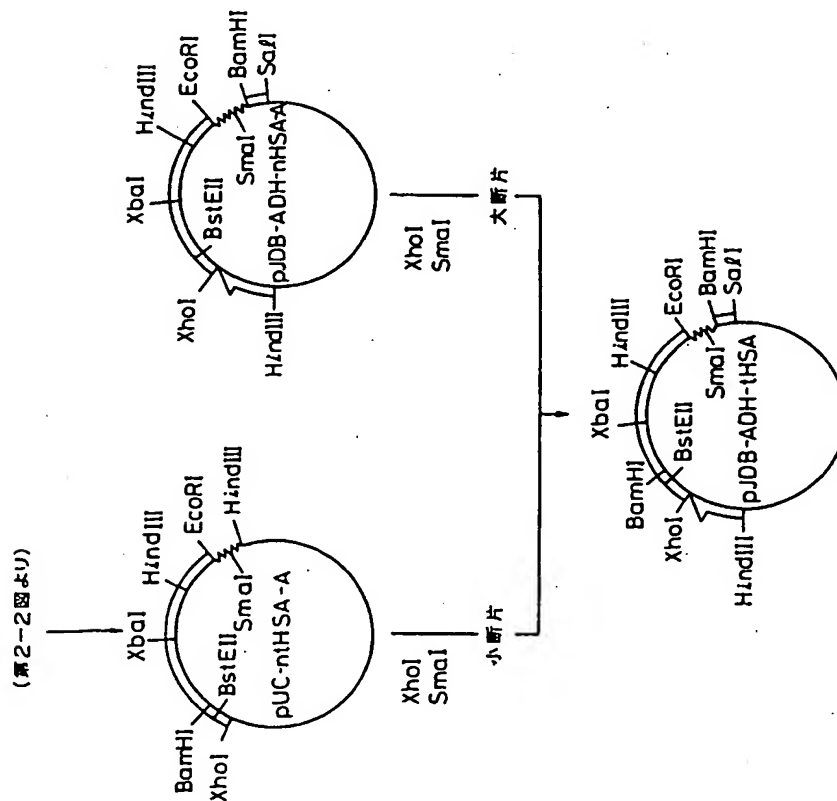 (第2-2図より)
XbaI
HindIII
BamHI
EcoRI
BstEII
SmaI
HindIII
XhoI
pUC-ntHSA-A
XhoI
SmaI
小断片
XbaI
HindIII
EcoRI
BstEII
SmaI
BamHI
SalI
XhoI
pJDB-ADH-nHSA-A
HindIII
XhoI
SmaI
大断片
XbaI
HindIII
BamHI
EcoRI
BstEII
SmaI
BamHI
SalI
XhoI
pJDB-ADH-tHSA
HindIII